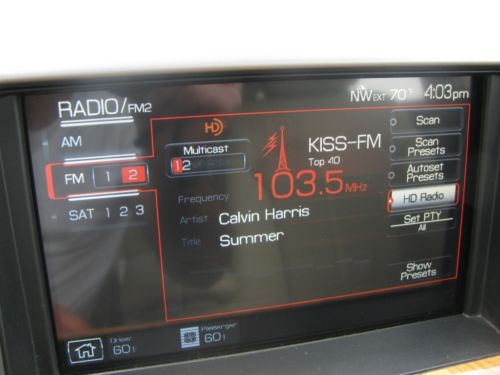 RADIO/FM2
NW EXT 70°F 4:03pm
AM
FM 1 2
SAT 1 2 3
HD
Multicast
1 2
KISS-FM
Top 40
Frequency 103.5 MHz
Artist Calvin Harris
Title Summer
Scan
Scan
Presets
Autoset
Presets
HD Radio
Set PTY
All
Show
Presets
Driver
60
Passenger
60